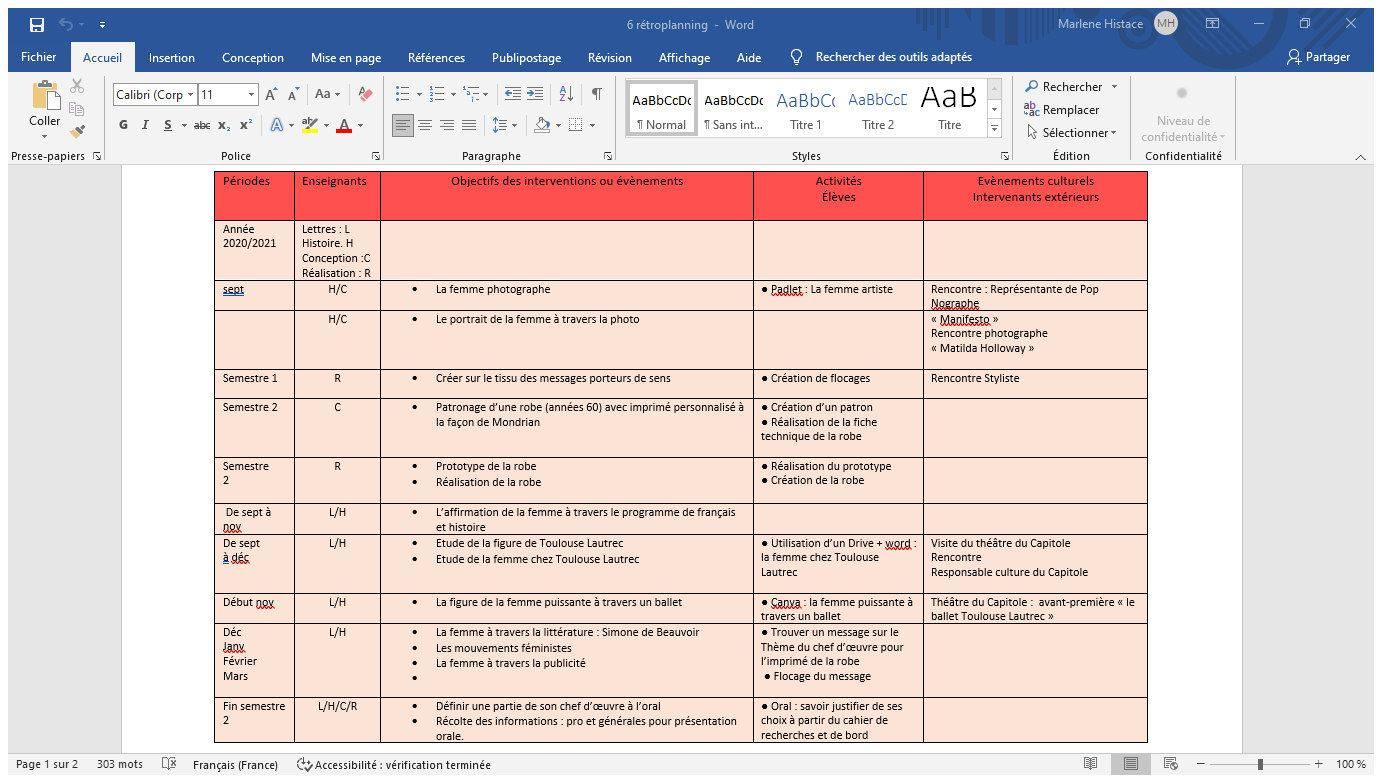 6 rétroplanning - Word
Marlene Histace
MH
Fichier Accueil Insertion Conception Mise en page Références Publipostage Révision Affichage Aide Rechercher des outils adaptés Partager
Coller
Presse-papiers
Calibri (Corp 11
Aa
G I S abc x₂ x² A A
Police
Paragraphe
AaBbCcDc
¶ Normal
AaBbCcDc
¶ Sans int...
AaBbCc
Titre 1
AaBbCcD
Titre 2
AaB
Titre
Styles
Rechercher
Remplacer
Sélectionner
Édition
Niveau de
confidentialité
Confidentialité
Périodes
Enseignants
Objectifs des interventions ou évènements
Activités
Élèves
Evènements culturels
Intervenants extérieurs
Année
2020/2021
Lettres : L
Histoire. H
Conception :C
Réalisation : R
sept
H/C
• La femme photographe
● Padlet : La femme artiste
Rencontre : Représentante de Pop
Nographe
H/C
• Le portrait de la femme à travers la photo
« Manifesto »
Rencontre photographe
« Matilda Holloway »
Semestre 1
R
• Créer sur le tissu des messages porteurs de sens
● Création de flocages
Rencontre Styliste
Semestre 2
C
• Patronage d’une robe (années 60) avec imprimé personnalisé à
la façon de Mondrian
● Création d’un patron
● Réalisation de la fiche
technique de la robe
Semestre
2
R
• Prototype de la robe
• Réalisation de la robe
● Réalisation du prototype
● Création de la robe
De sept à
nov
L/H
• L’affirmation de la femme à travers le programme de français
et histoire
De sept
à déc
L/H
• Etude de la figure de Toulouse Lautrec
• Etude de la femme chez Toulouse Lautrec
● Utilisation d’un Drive + word :
la femme chez Toulouse
Lautrec
Visite du théâtre du Capitole
Rencontre
Responsable culture du Capitole
Début nov
L/H
• La figure de la femme puissante à travers un ballet
● Canva : la femme puissante à
travers un ballet
Théâtre du Capitole : avant-première « le
ballet Toulouse Lautrec »
Déc
Janv
Février
Mars
L/H
• La femme à travers la littérature : Simone de Beauvoir
• Les mouvements féministes
• La femme à travers la publicité
•
● Trouver un message sur le
Thème du chef d’œuvre pour
l’imprimé de la robe
● Flocage du message
Fin semestre
2
L/H/C/R
• Définir une partie de son chef d’œuvre à l’oral
• Récolte des informations : pro et générales pour présentation
orale.
● Oral : savoir justifier de ses
choix à partir du cahier de
recherches et de bord
Page 1 sur 2 303 mots Français (France) Accessibilité : vérification terminée 100 %